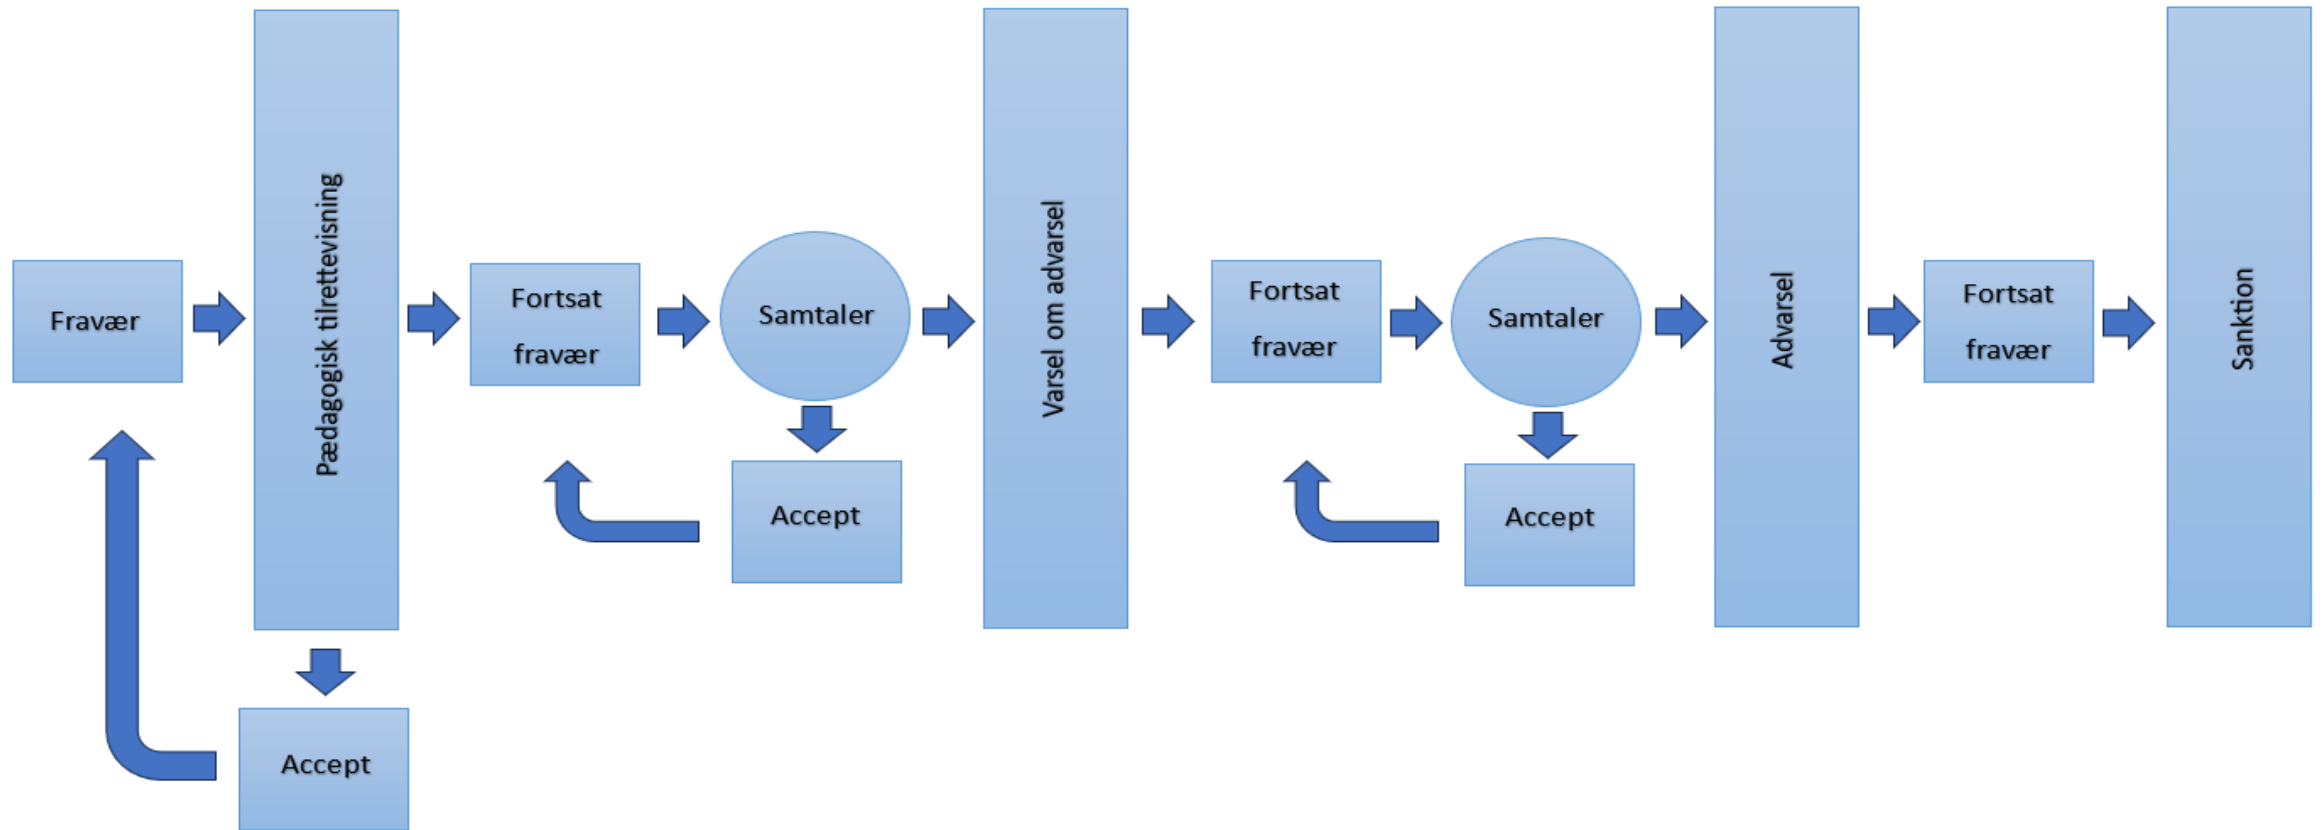 Fravær
Pædagogisk tilrettevisning
Accept
Fortsat
fravær
Samtaler
Accept
Varsel om advarsel
Fortsat
fravær
Samtaler
Accept
Advarsel
Fortsat
fravær
Sanktion